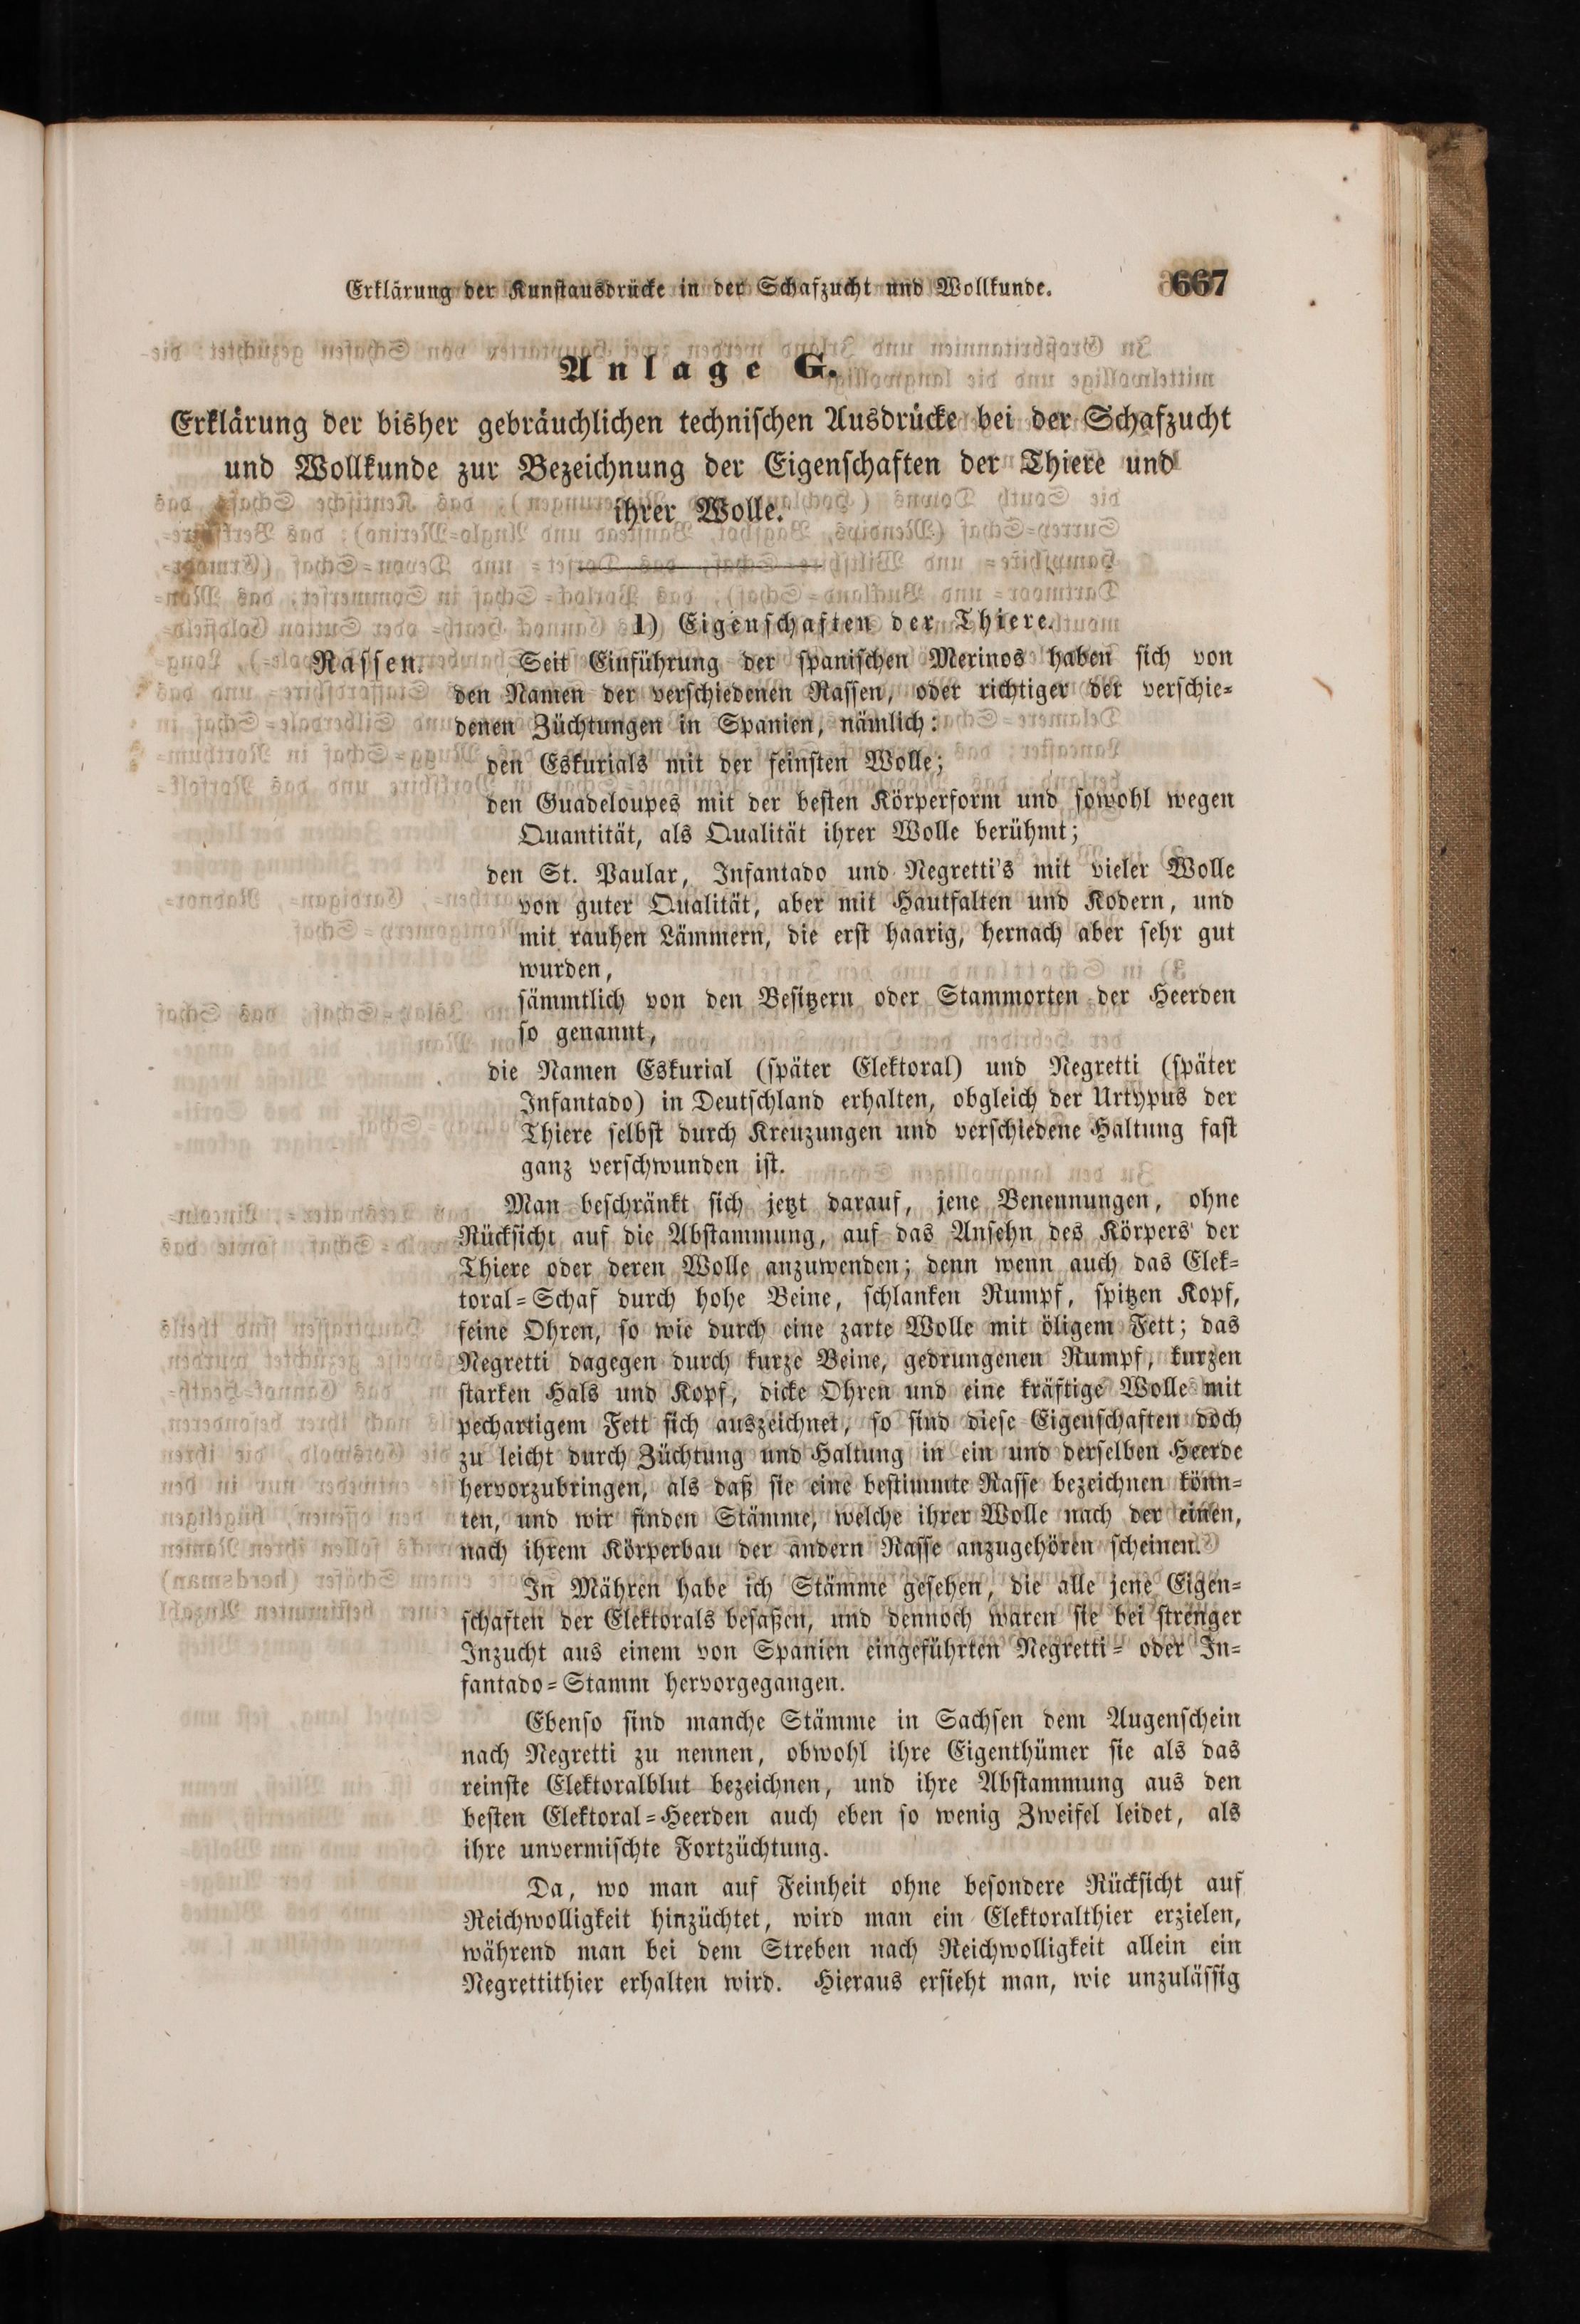 Erklärung der Kunstausdrücke in der Schafzucht und Wollkunde. 667
Anlage G.
Erklärung der bisher gebräuchlichen technischen Ausdrücke bei der Schafzucht
und Wollkunde zur Bezeichnung der Eigenschaften der Thiere und
ihrer Wolle.
1) Eigenschaften der Thiere.
Rassen. Seit Einführung der spanischen Merinos haben sich von
den Namen der verschiedenen Rassen, oder richtiger der verschie-
denen Züchtungen in Spanien, nämlich:
den Eskurials mit der feinsten Wolle;
den Guadeloupes mit der besten Körperform und sowohl wegen
Quantität, als Qualität ihrer Wolle berühmt;
den St. Paular, Infantado und Negretti's mit vieler Wolle
von guter Qualität, aber mit Hautfalten und Kodern, und
mit rauhen Lämmern, die erst haarig, hernach aber sehr gut
wurden,
sämmtlich von den Besitzern oder Stammorten der Heerden
so genannt,
die Namen Eskurial (später Elektoral) und Negretti (später
Infantado) in Deutschland erhalten, obgleich der Urtypus der
Thiere selbst durch Kreuzungen und verschiedene Haltung fast
ganz verschwunden ist.
Man beschränkt sich jetzt darauf, jene Benennungen, ohne
Rücksicht auf die Abstammung, auf das Ansehn des Körpers der
Thiere oder deren Wolle anzuwenden; denn wenn auch das Elek-
toral-Schaf durch hohe Beine, schlanken Rumpf, spitzen Kopf,
feine Ohren, so wie durch eine zarte Wolle mit öligem Fett; das
Negretti dagegen durch kurze Beine, gedrungenen Rumpf, kurzen
starken Hals und Kopf, dicke Ohren und eine kräftige Wolle mit
pechartigem Fett sich auszeichnet, so sind diese Eigenschaften doch
zu leicht durch Züchtung und Haltung in ein und derselben Heerde
hervorzubringen, als daß sie eine bestimmte Rasse bezeichnen könn-
ten, und wir finden Stämme, welche ihrer Wolle nach der einen,
nach ihrem Körperbau der andern Rasse anzugehören scheinen.
In Mähren habe ich Stämme gesehen, die alle jene Eigen-
schaften der Elektorals besaßen, und dennoch waren sie bei strenger
Inzucht aus einem von Spanien eingeführten Negretti- oder In-
fantado-Stamm hervorgegangen.
Ebenso sind manche Stämme in Sachsen dem Augenschein
nach Negretti zu nennen, obwohl ihre Eigenthümer sie als das
reinste Elektoralblut bezeichnen, und ihre Abstammung aus den
besten Elektoral-Heerden auch eben so wenig Zweifel leidet, als
ihre unvermischte Fortzüchtung.
Da, wo man auf Feinheit ohne besondere Rücksicht auf
Reichwolligkeit hinzüchtet, wird man ein Elektoralthier erzielen,
während man bei dem Streben nach Reichwolligkeit allein ein
Negrettithier erhalten wird. Hieraus ersieht man, wie unzulässig